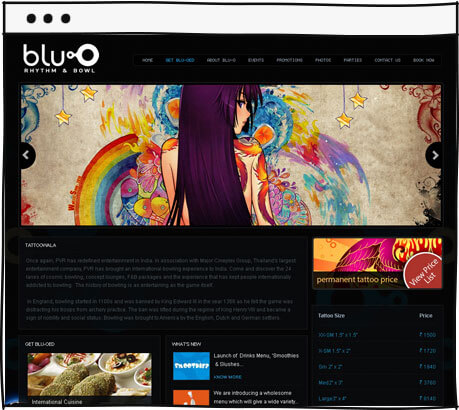 blu-O
RHYTHM & BOWL
HOME GET BLU-OED ABOUT BLU-O EVENTS PROMOTIONS PHOTOS PARTIES CONTACT US BOOK NOW
TATTOOWALA
Once again, PVR has redefined entertainment in India. In association with Major Cineplex Group, Thailand's largest
entertainment company, PVR has brought an international bowling experience to India. Come and discover the 24
lanes of cosmic bowling, concept lounges, F&B packages and the experience that has kept people internationally
addicted to bowling. The history of bowling is as entertaining as the game itself.
In England, bowling started in 1100s and was banned by King Edward III in the year 1366 as he felt the game was
distracting his troops from archery practice. The ban was lifted during the regime of King Henry VIII and became a
sign of nobility and social status. Bowling was brought to America by the English, Dutch and German settlers.
permanent tattoo price
View Price
List
Tattoo Size Price
XX-SM 1.5" x 1.5" ₹ 1500
X-SM 1.5" x 2" ₹ 1720
Sm 2" x 2" ₹ 1840
Med2" x 3" ₹ 3760
Large3" x 4" ₹ 6140
GET BLU-OED
International Cuisine
WHAT'S NEW
SMOOTHIES
Launch of Drinks Menu, 'Smoothies
& Slushes...
KNOW MORE
We are introducing a wholesome
menu which will give a wide variety...